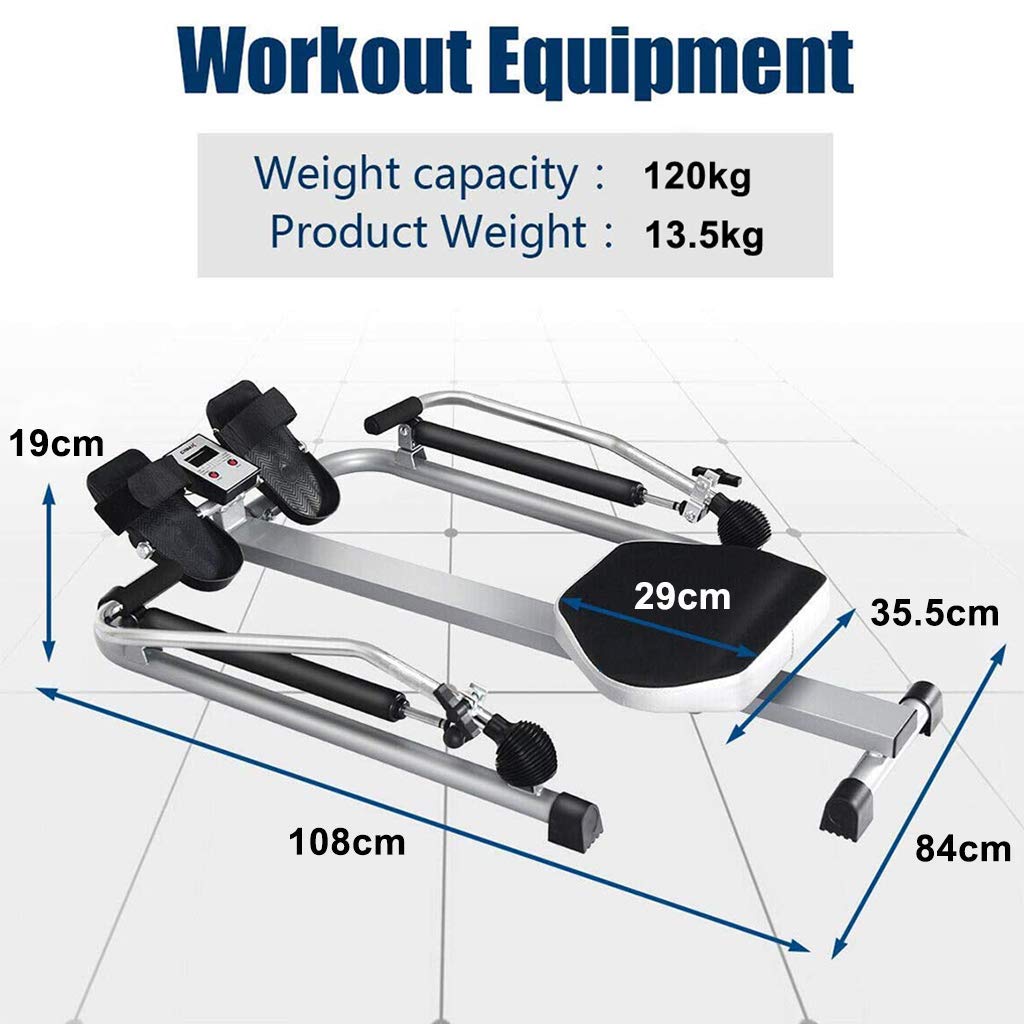 Workout Equipment
Weight capacity : 120kg
Product Weight : 13.5kg
19cm
29cm
35.5cm
108cm
84cm